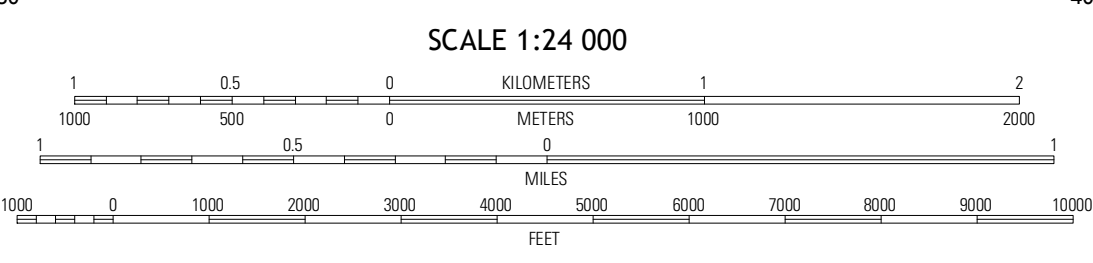 SCALE 1:24 000
1 0.5 0 KILOMETERS 1 2
1000 500 0 METERS 1000 2000
1 0.5 0 1
MILES
1000 0 1000 2000 3000 4000 5000 6000 7000 8000 9000 10000
FEET